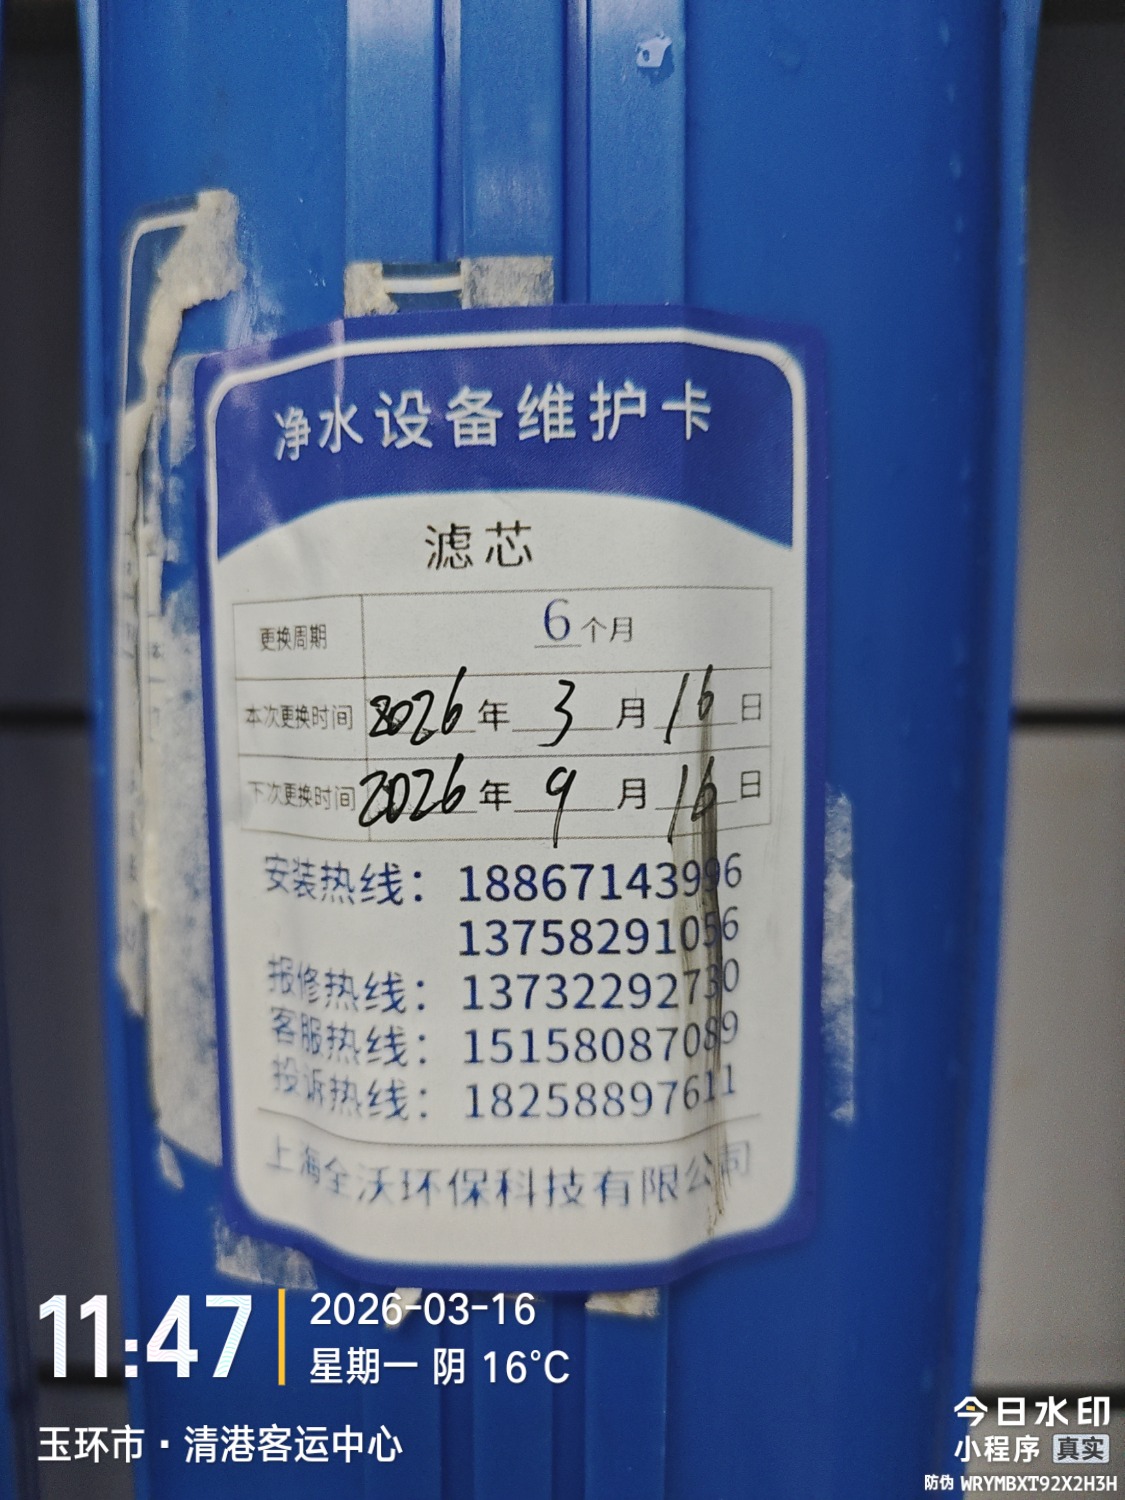 净水设备维护卡
滤芯
更换周期 6个月
本次更换时间 2026年3月16日
下次更换时间 2026年9月16日
安装热线：18867143996
13758291056
报修热线：13732292730
客服热线：15158087089
投诉热线：18258897611
上海全沃环保科技有限公司
11:47
2026-03-16
星期一 阴 16°C
玉环市·清港客运中心
今日水印
小程序 真实
防伪 WRYMBXT92X2H3H